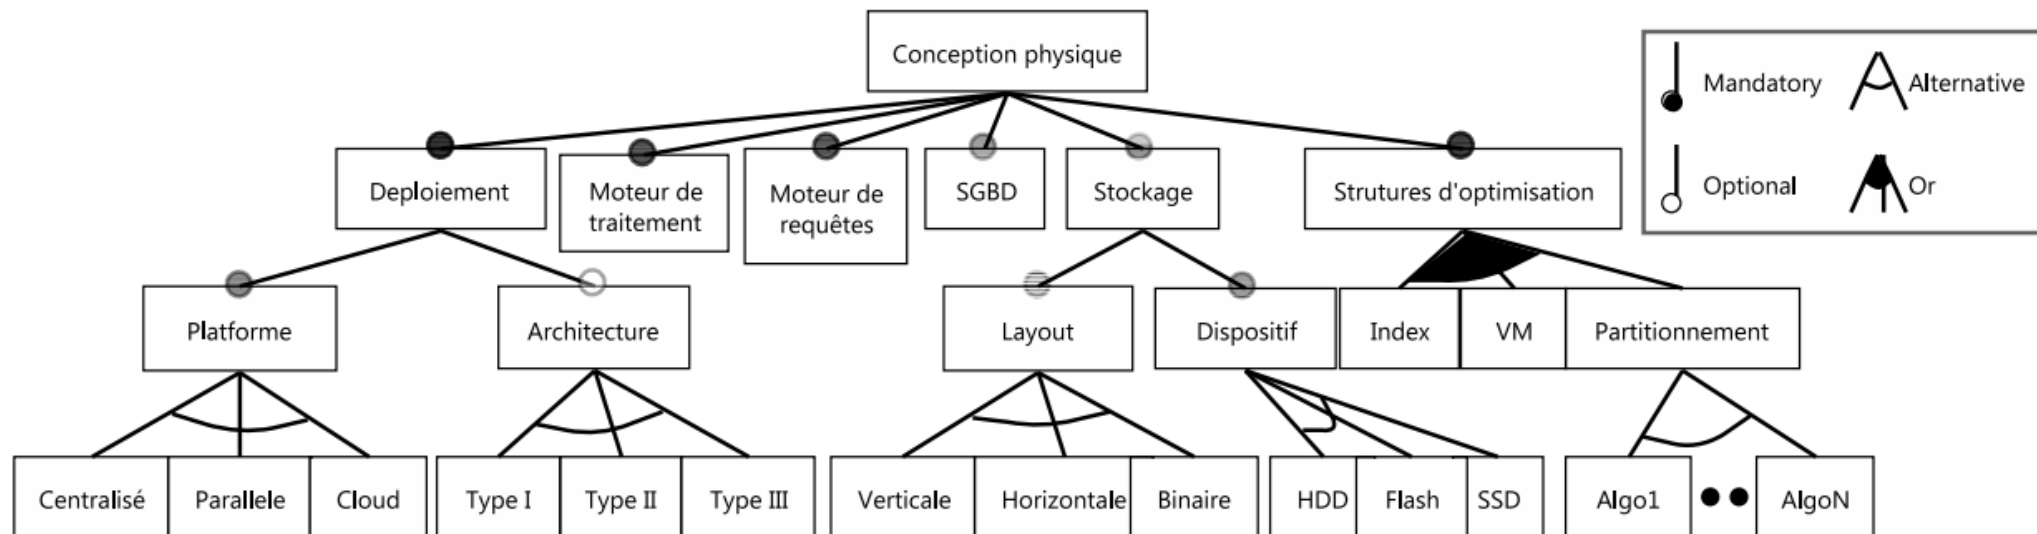 Conception physique
Mandatory
Alternative
Optional
Or
Deploiement
Moteur de
traitement
Moteur de
requêtes
SGBD
Stockage
Strutures d'optimisation
Platforme
Architecture
Layout
Dispositif
Index
VM
Partitionnement
Centralisé
Parallele
Cloud
Type I
Type II
Type III
Verticale
Horizontale
Binaire
HDD
Flash
SSD
Algo1
AlgoN